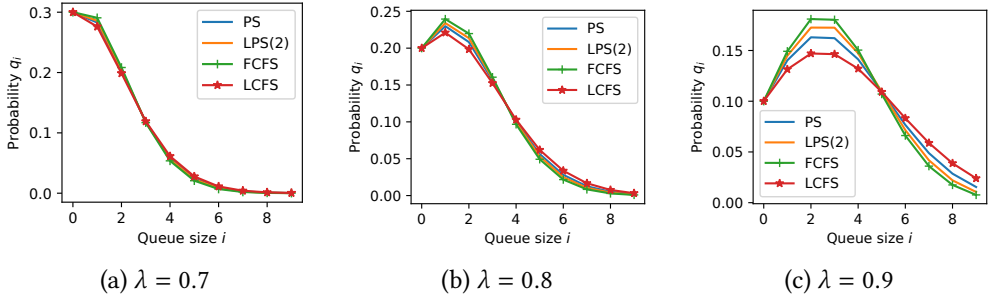 0.3
0.2
0.1
0.0
Probability q_i
0
2
4
6
8
Queue size i
PS
LPS(2)
FCFS
LCFS
(a) λ = 0.7
0.25
0.20
0.15
0.10
0.05
0.00
Probability q_i
0
2
4
6
8
Queue size i
PS
LPS(2)
FCFS
LCFS
(b) λ = 0.8
0.15
0.10
0.05
0.00
Probability q_i
0
2
4
6
8
Queue size i
PS
LPS(2)
FCFS
LCFS
(c) λ = 0.9